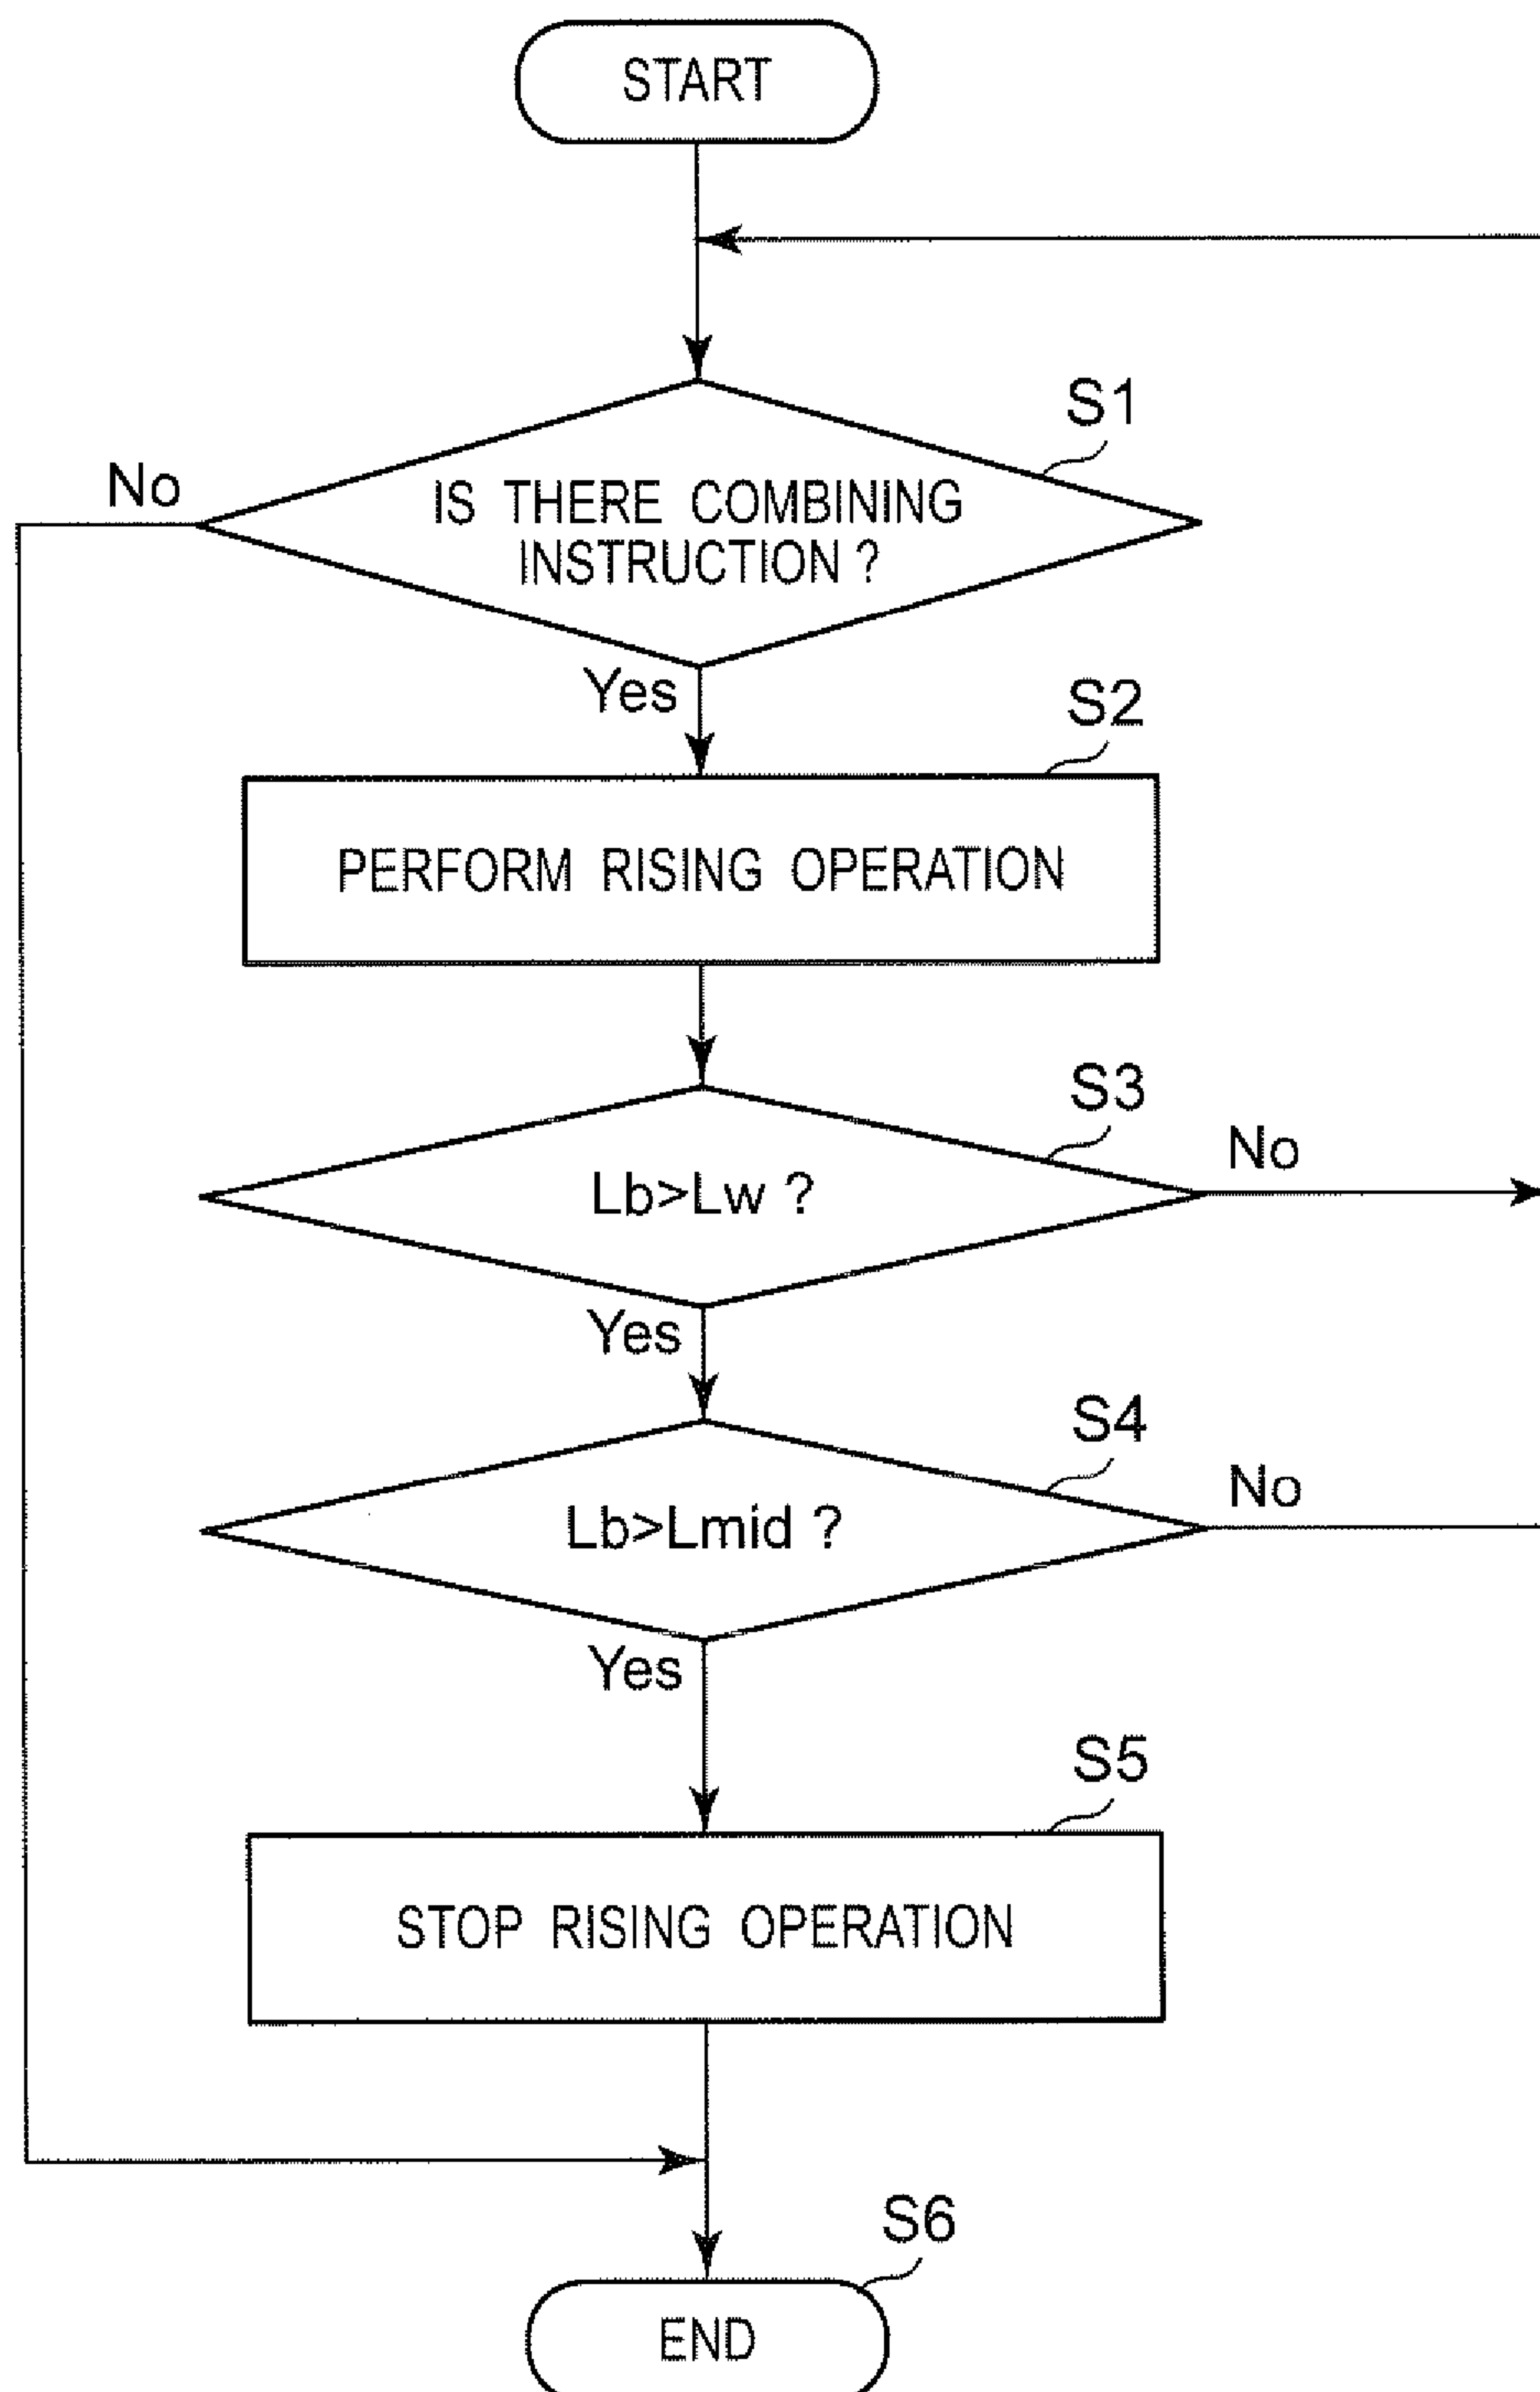 START
S1
No
IS THERE COMBINING
INSTRUCTION ?
Yes
S2
PERFORM RISING OPERATION
S3
No
Lb>Lw ?
Yes
S4
No
Lb>Lmid ?
Yes
S5
STOP RISING OPERATION
S6
END